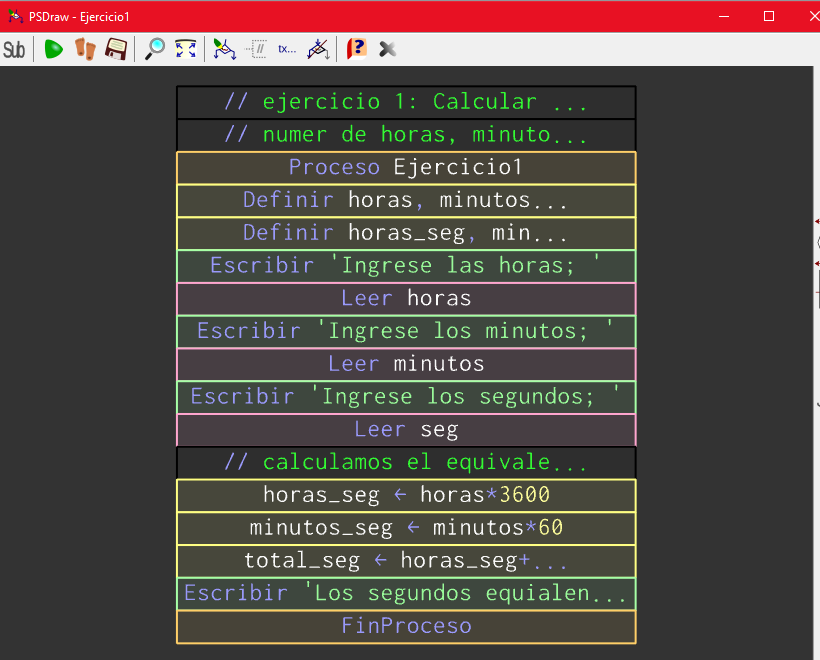 PSDraw - Ejercicio1
Sub // tx... ?
// ejercicio 1: Calcular ...
// numer de horas, minuto...
Proceso Ejercicio1
Definir horas, minutos...
Definir horas_seg, min...
Escribir 'Ingrese las horas; '
Leer horas
Escribir 'Ingrese los minutos; '
Leer minutos
Escribir 'Ingrese los segundos; '
Leer seg
// calculamos el equivale...
horas_seg ← horas*3600
minutos_seg ← minutos*60
total_seg ← horas_seg+...
Escribir 'Los segundos equialen...
FinProceso